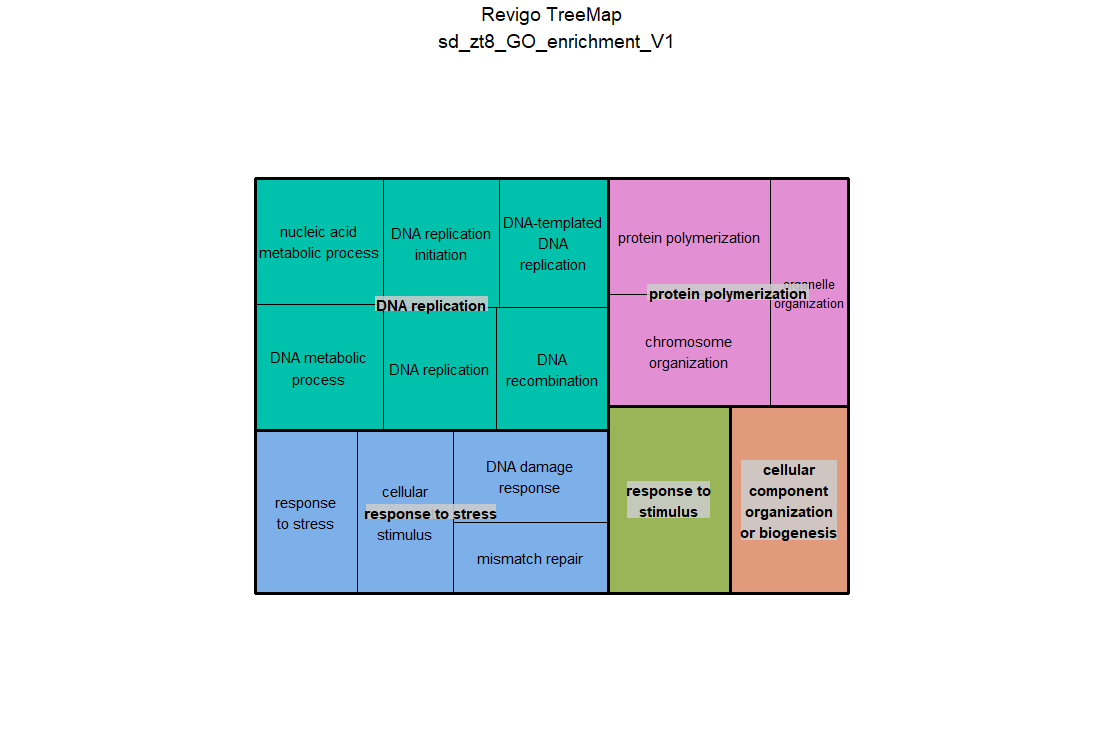 Revigo TreeMap
sd_zt8_GO_enrichment_V1
nucleic acid
metabolic process
DNA replication
initiation
DNA-templated
DNA
replication
DNA replication
DNA metabolic
process
DNA replication
DNA
recombination
protein polymerization
organelle
organization
protein polymerization
chromosome
organization
response
to stress
cellular
response to stress
stimulus
DNA damage
response
mismatch repair
response to
stimulus
cellular
component
organization
or biogenesis